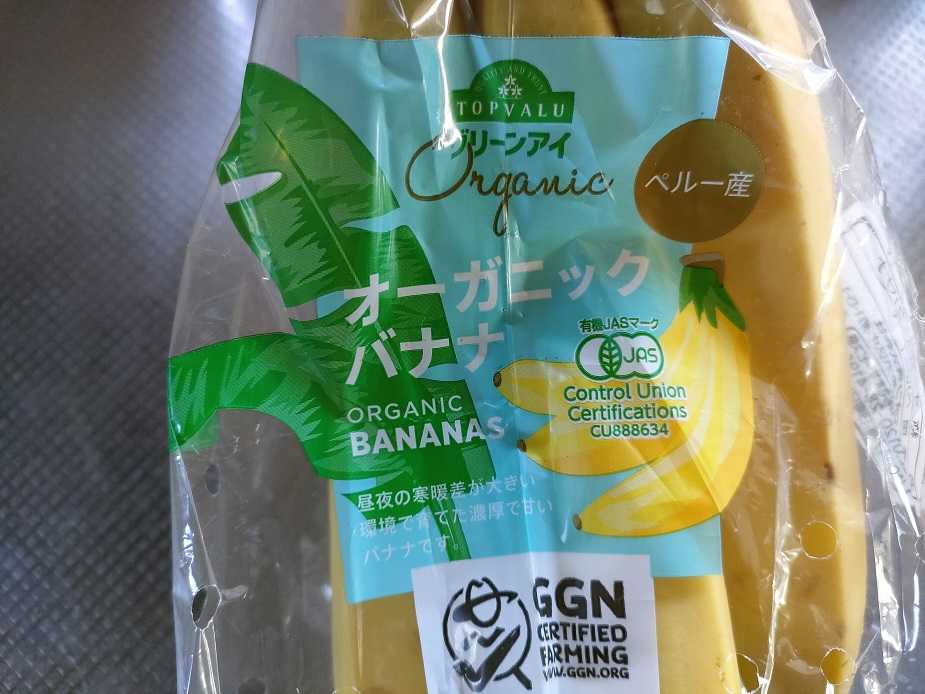 QUALITY AND TRUST
TOPVALU
グリーンアイ
Organic
ペルー産
オーガニック
バナナ
有機JASマーク
JAS
Control Union
Certifications
CU888634
ORGANIC
BANANAS
昼夜の寒暖差が大きい
環境で育てた濃厚で甘い
バナナです。
GGN
CERTIFIED
FARMING
WWW.GGN.ORG